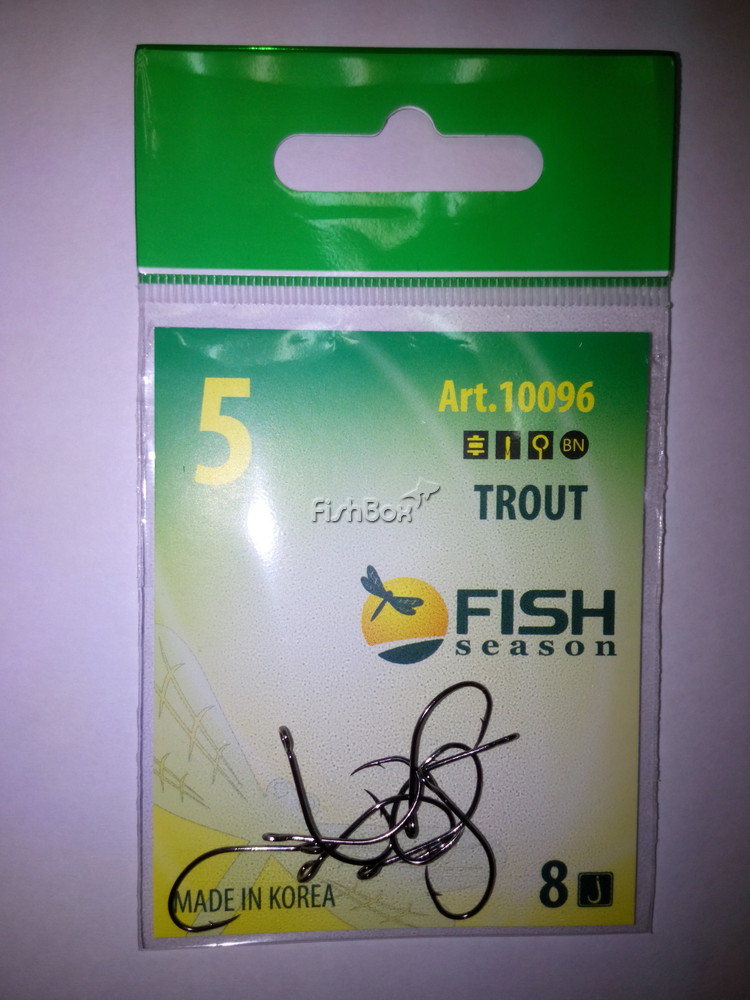 5
Art.10096
BN
TROUT
FishBox
FISH
season
MADE IN KOREA
8